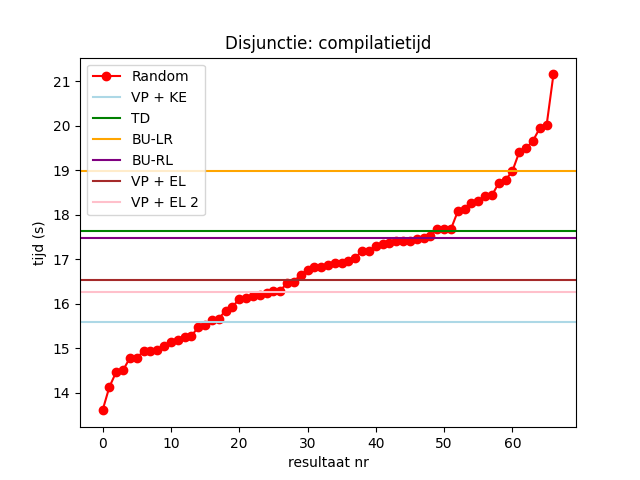 Disjunctie: compilatietijd
Random
VP + KE
TD
BU-LR
BU-RL
VP + EL
VP + EL 2
tijd (s)
21
20
19
18
17
16
15
14
0 10 20 30 40 50 60
resultaat nr